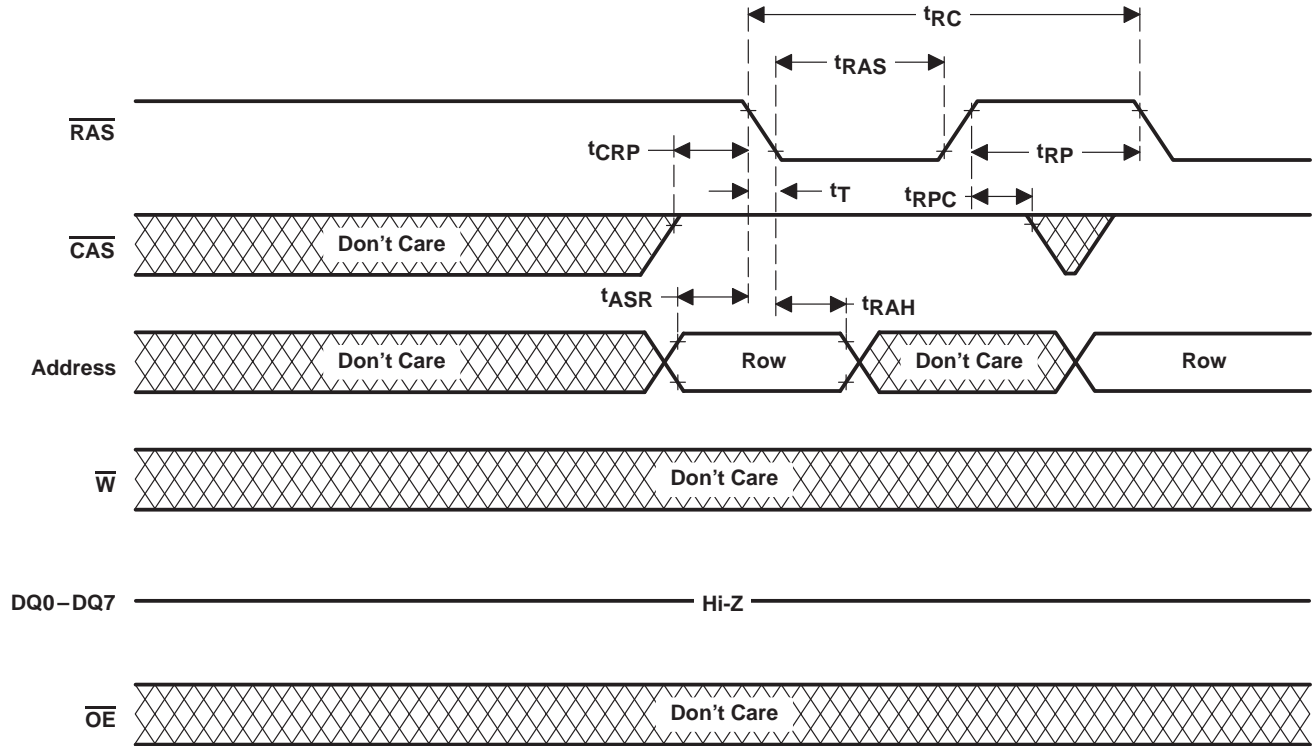 tRC
tRAS
RAS
tCRP
tRP
tT
tRPC
CAS
Don't Care
tASR
tRAH
Address
Don't Care
Row
Don't Care
Row
W
Don't Care
DQ0–DQ7
Hi-Z
OE
Don't Care